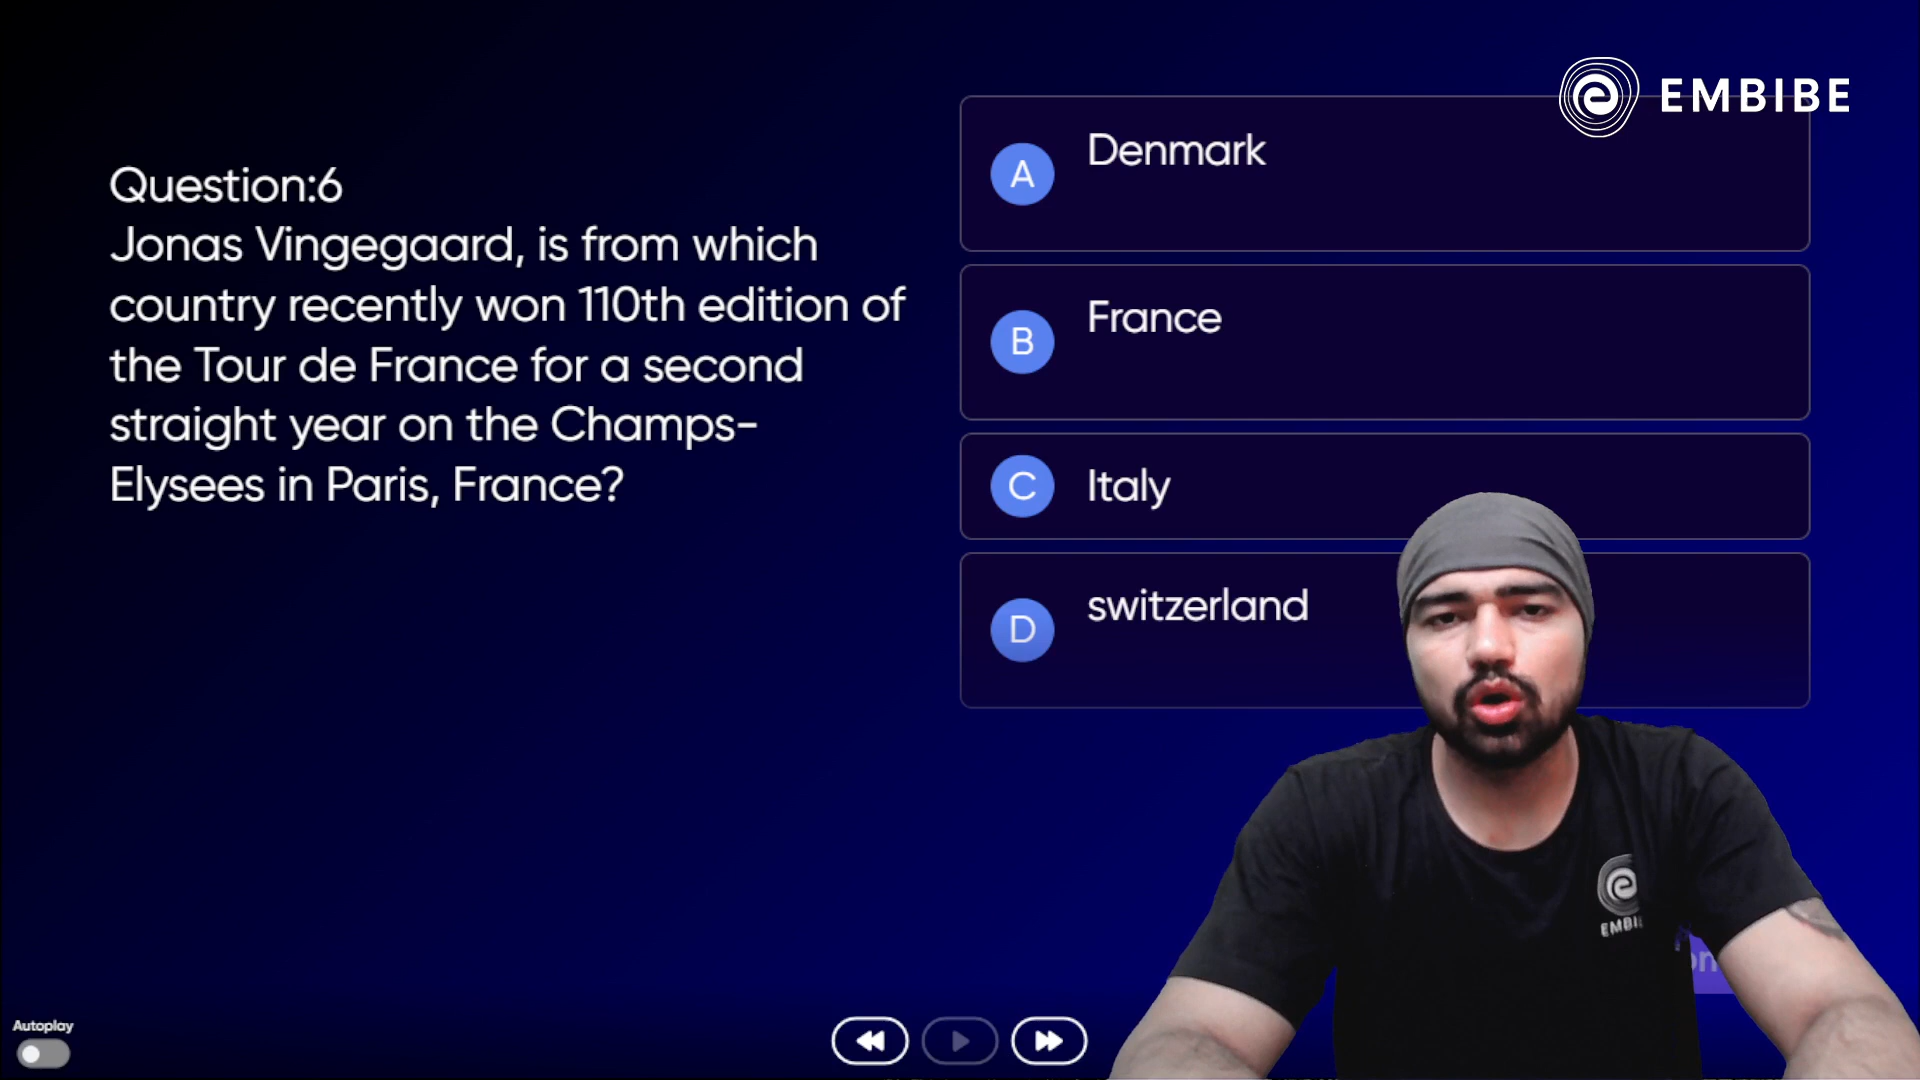 EMBIBE
Question:6
Jonas Vingegaard, is from which
country recently won 110th edition of
the Tour de France for a second
straight year on the Champs-
Elysees in Paris, France?
A Denmark
B France
C Italy
D switzerland
Autoplay